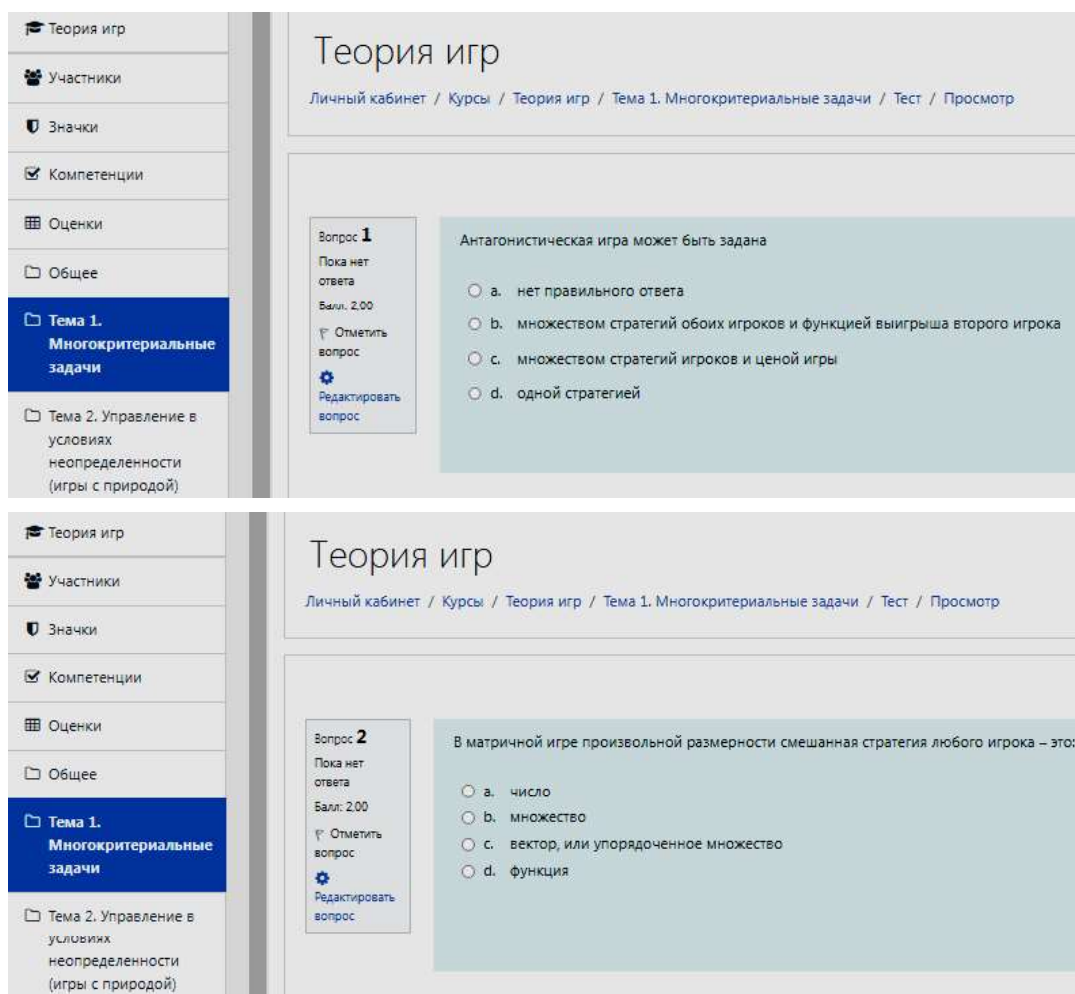 Теория игр
Участники
Значки
Компетенции
Оценки
Общее
Тема 1.
Многокритериальные
задачи
Тема 2. Управление в
условиях
неопределенности
(игры с природой)
Теория игр
Личный кабинет / Курсы / Теория игр / Тема 1. Многокритериальные задачи / Тест / Просмотр
Вопрос 1
Пока нет
ответа
Балл: 2,00
Отметить
вопрос
Редактировать
вопрос
Антагонистическая игра может быть задана
a. нет правильного ответа
b. множеством стратегий обоих игроков и функцией выигрыша второго игрока
c. множеством стратегий игроков и ценой игры
d. одной стратегией
Теория игр
Участники
Значки
Компетенции
Оценки
Общее
Тема 1.
Многокритериальные
задачи
Тема 2. Управление в
условиях
неопределенности
(игры с природой)
Теория игр
Личный кабинет / Курсы / Теория игр / Тема 1. Многокритериальные задачи / Тест / Просмотр
Вопрос 2
Пока нет
ответа
Балл: 2,00
Отметить
вопрос
Редактировать
вопрос
В матричной игре произвольной размерности смешанная стратегия любого игрока – это:
a. число
b. множество
c. вектор, или упорядоченное множество
d. функция